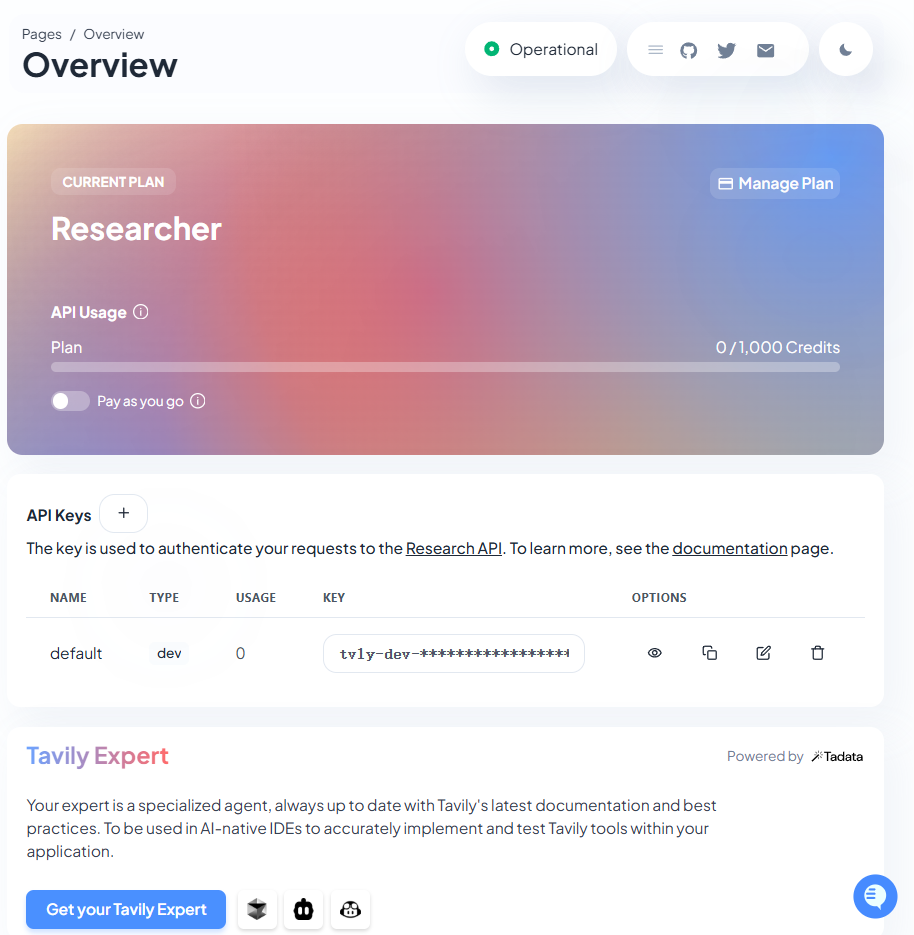 Pages / Overview
Overview
Operational
CURRENT PLAN
Manage Plan
Researcher
API Usage
Plan
0 / 1,000 Credits
Pay as you go
API Keys +
The key is used to authenticate your requests to the Research API. To learn more, see the documentation page.
NAME TYPE USAGE KEY OPTIONS
default dev 0 tvly-dev-*****************
Tavily Expert
Powered by Tadata
Your expert is a specialized agent, always up to date with Tavily's latest documentation and best
practices. To be used in AI-native IDEs to accurately implement and test Tavily tools within your
application.
Get your Tavily Expert